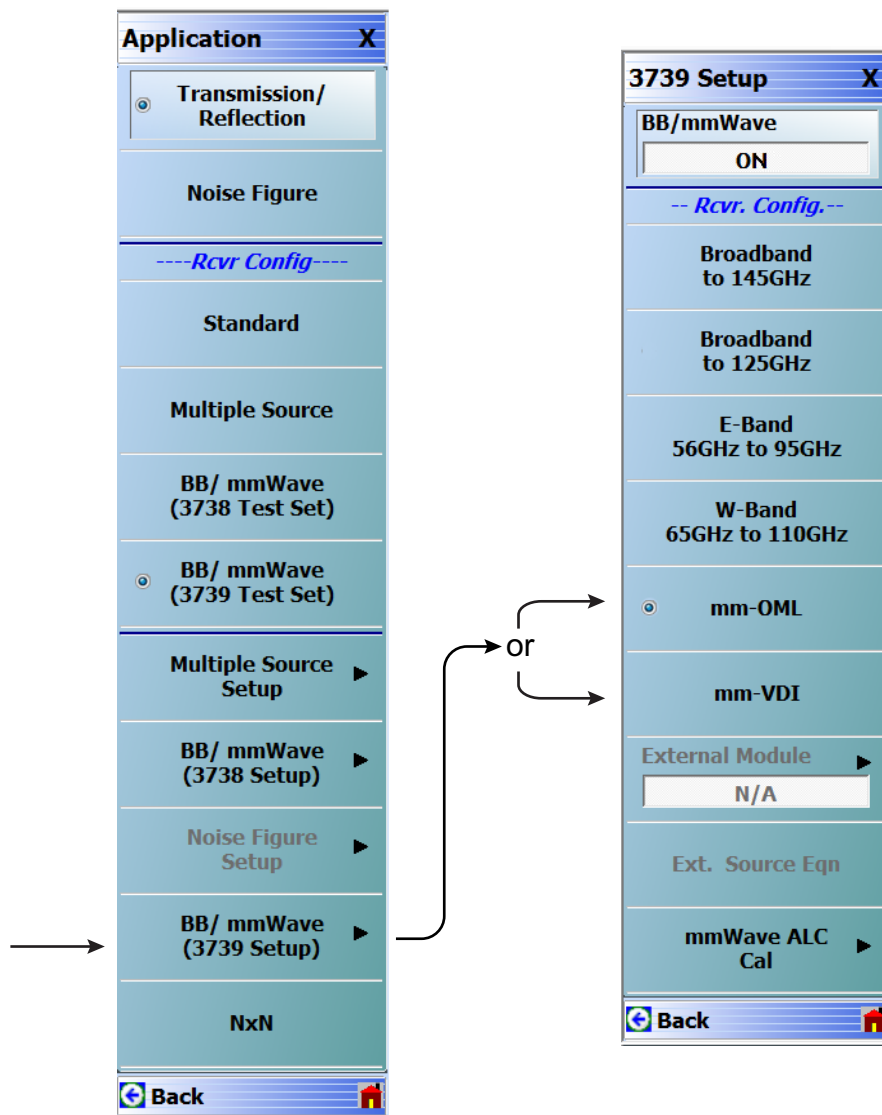 Application X
Transmission/
Reflection
Noise Figure
----Rcvr Config----
Standard
Multiple Source
BB/ mmWave
(3738 Test Set)
BB/ mmWave
(3739 Test Set)
Multiple Source
Setup
BB/ mmWave
(3738 Setup)
Noise Figure
Setup
BB/ mmWave
(3739 Setup)
NxN
Back
or
3739 Setup X
BB/mmWave
ON
-- Rcvr. Config.--
Broadband
to 145GHz
Broadband
to 125GHz
E-Band
56GHz to 95GHz
W-Band
65GHz to 110GHz
mm-OML
mm-VDI
External Module
N/A
Ext. Source Eqn
mmWave ALC
Cal
Back